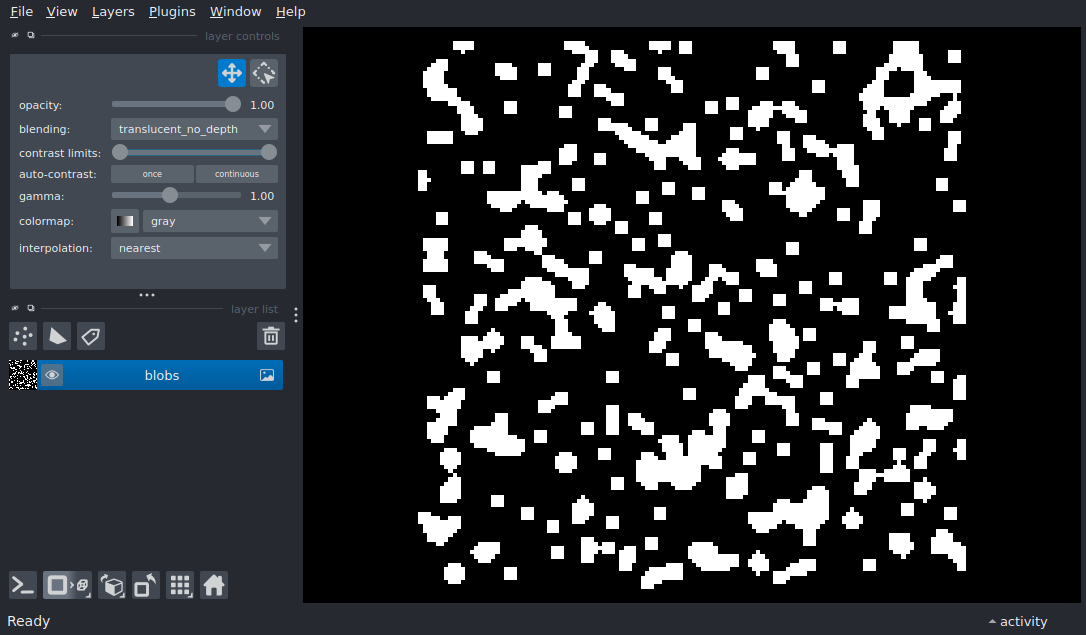 File View Layers Plugins Window Help
layer controls
opacity: 1.00
blending: translucent_no_depth
contrast limits:
auto-contrast: once continuous
gamma: 1.00
colormap: gray
interpolation: nearest
layer list
blobs
Ready
activity